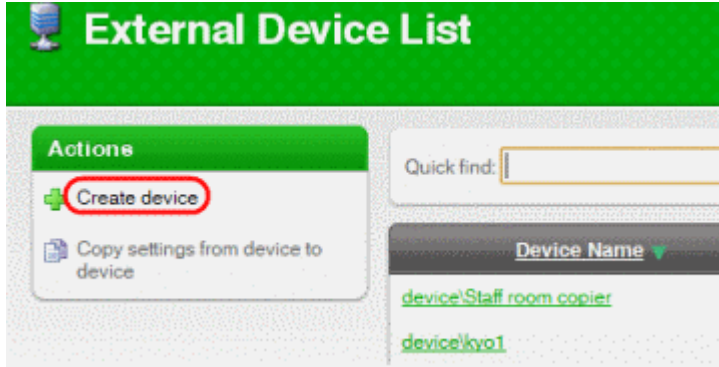 External Device List
Actions
Create device
Copy settings from device to
device
Quick find:
Device Name
device\Staff room copier
device\kyo1